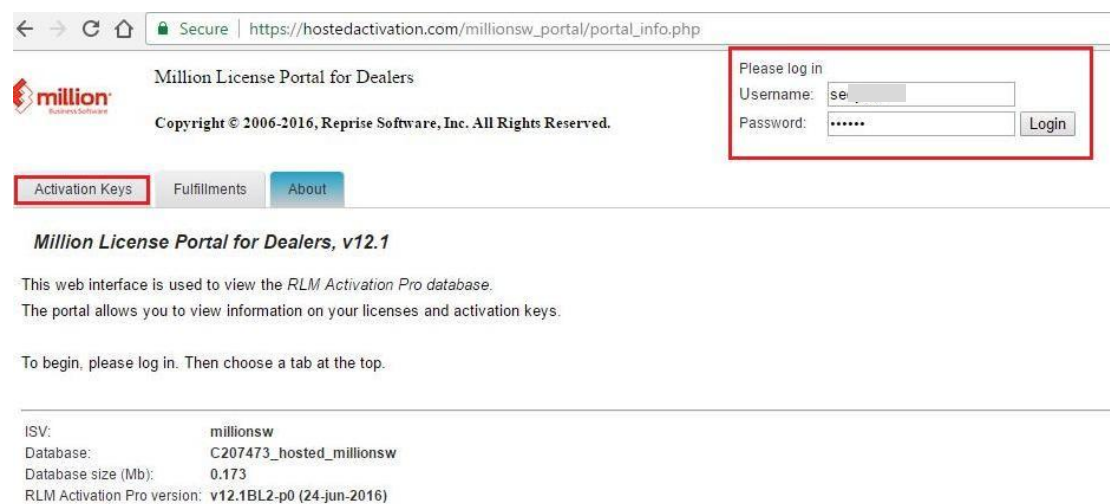 Secure | https://hostedactivation.com/millionsw_portal/portal_info.php
million
Business Software
Million License Portal for Dealers
Copyright © 2006-2016, Reprise Software, Inc. All Rights Reserved.
Please log in
Username:
Password: •••••• Login
Activation Keys Fulfillments About
Million License Portal for Dealers, v12.1
This web interface is used to view the RLM Activation Pro database.
The portal allows you to view information on your licenses and activation keys.
To begin, please log in. Then choose a tab at the top.
ISV: millionsw
Database: C207473_hosted_millionsw
Database size (Mb): 0.173
RLM Activation Pro version: v12.1BL2-p0 (24-jun-2016)